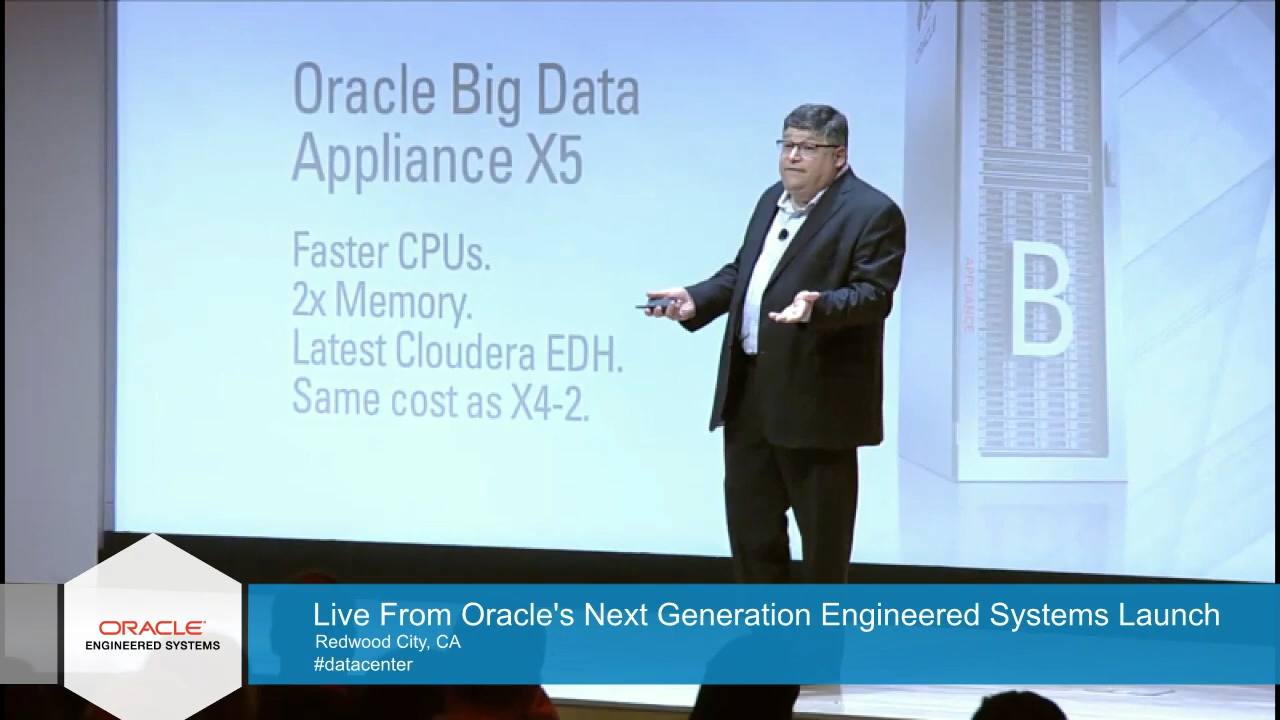 Oracle Big Data
Appliance X5
Faster CPUs.
2x Memory.
Latest Cloudera EDH.
Same cost as X4-2.
APPLIANCE
B
ORACLE
ENGINEERED SYSTEMS
Live From Oracle's Next Generation Engineered Systems Launch
Redwood City, CA
#datacenter